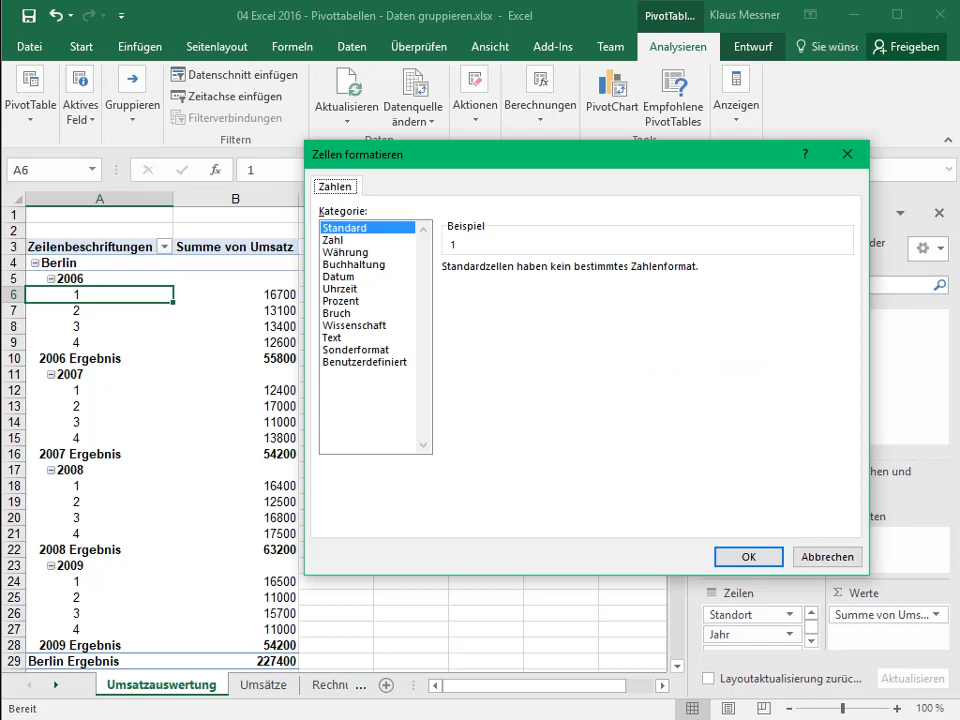 04 Excel 2016 - Pivottabellen - Daten gruppieren.xlsx - Excel
PivotTabl...
Klaus Messner
Datei
Start
Einfügen
Seitenlayout
Formeln
Daten
Überprüfen
Ansicht
Add-Ins
Team
Analysieren
Entwurf
Sie wüns
Freigeben
PivotTable
Aktives Feld
Gruppieren
Datenschnitt einfügen
Zeitachse einfügen
Filterverbindungen
Filtern
Aktualisieren
Datenquelle ändern
Daten
Aktionen
Berechnungen
PivotChart
Empfohlene PivotTables
Tools
Anzeigen
A6
fx
1
Zellen formatieren
?
Zahlen
Kategorie:
Standard
Zahl
Währung
Buchhaltung
Datum
Uhrzeit
Prozent
Bruch
Wissenschaft
Text
Sonderformat
Benutzerdefiniert
Beispiel
1
Standardzellen haben kein bestimmtes Zahlenformat.
OK
Abbrechen
A B
1
2
3 Zeilenbeschriftungen Summe von Umsatz
4 Berlin
5 2006
6 1 16700
7 2 13100
8 3 13400
9 4 12600
10 2006 Ergebnis 55800
11 2007
12 1 12400
13 2 17000
14 3 11000
15 4 13800
16 2007 Ergebnis 54200
17 2008
18 1 16400
19 2 12500
20 3 16800
21 4 17500
22 2008 Ergebnis 63200
23 2009
24 1 16500
25 2 11000
26 3 15700
27 4 11000
28 2009 Ergebnis 54200
29 Berlin Ergebnis 227400
der
hen und
ten
Zeilen
Σ Werte
Standort
Summe von Ums...
Jahr
Layoutaktualisierung zurüc...
Aktualisieren
Umsatzauswertung
Umsätze
Rechnu ...
Bereit
100 %